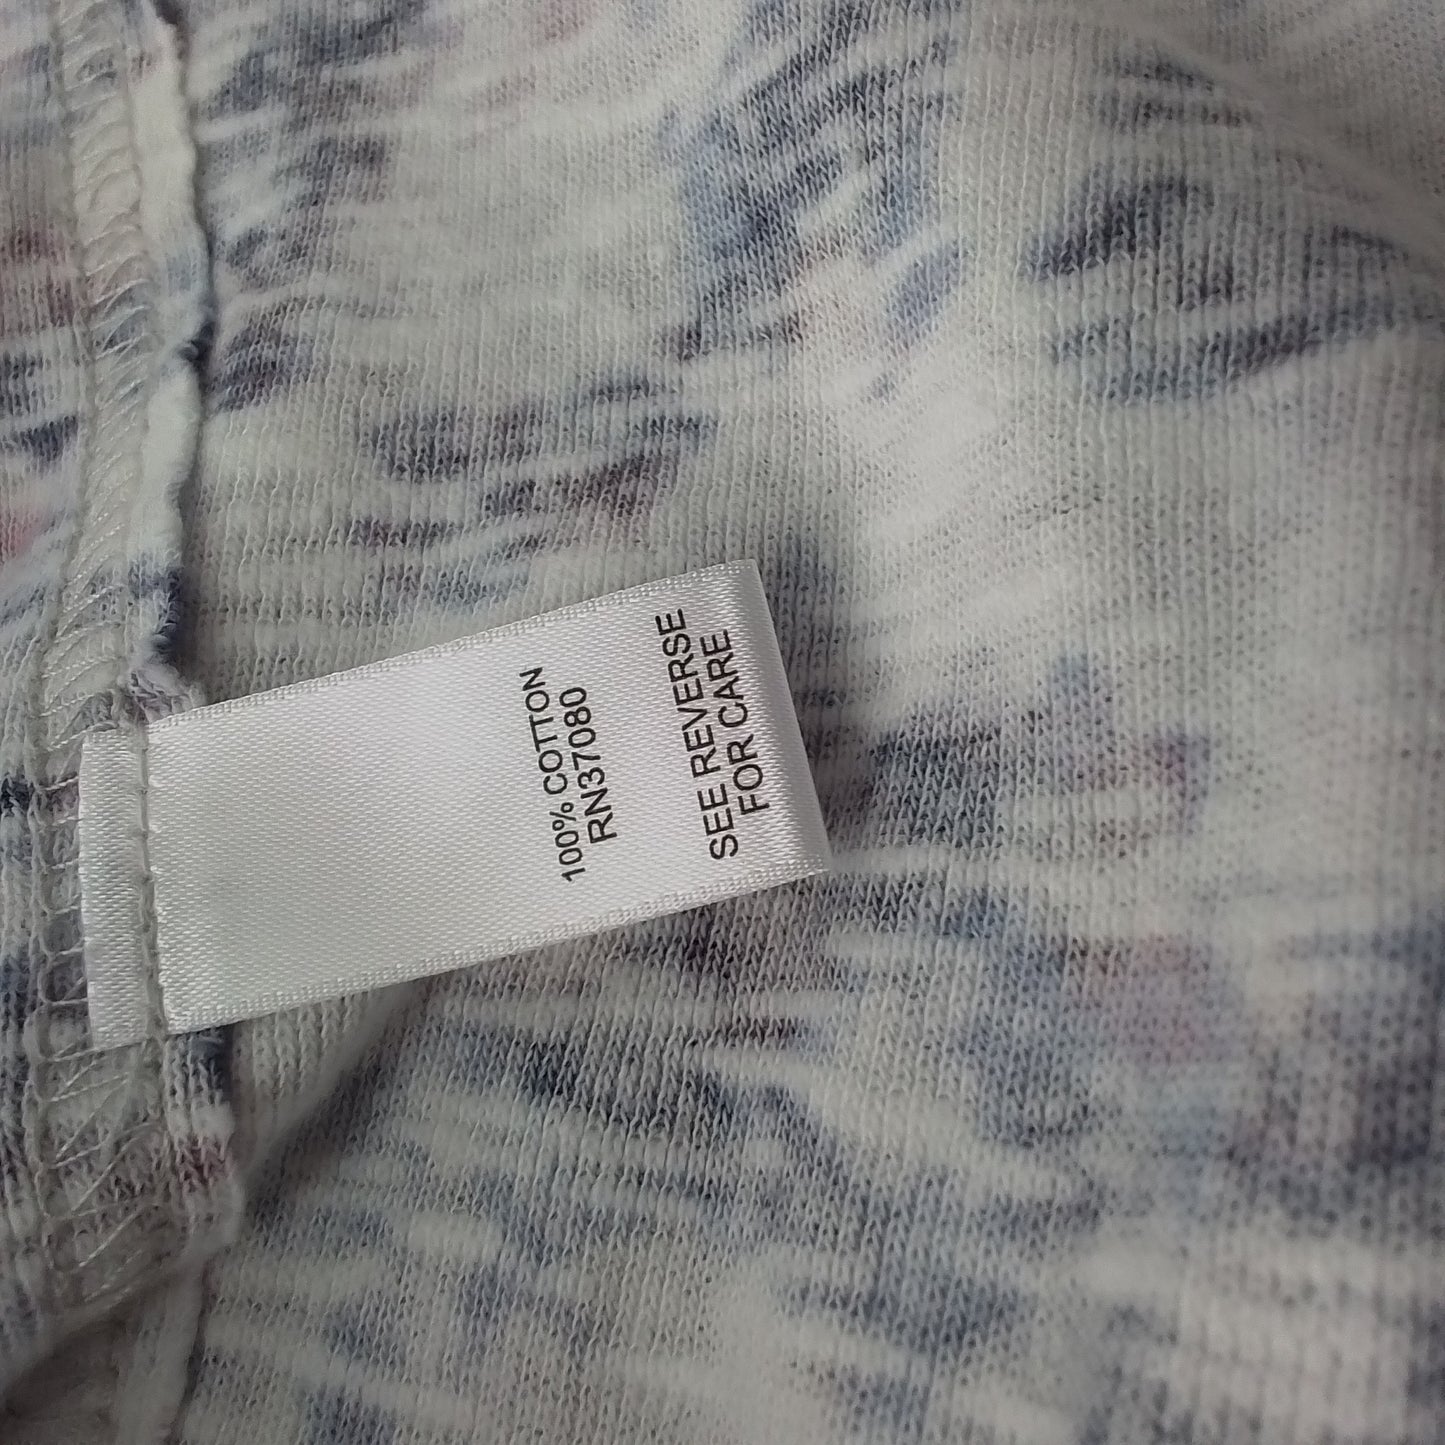 100% COTTON
RN37080
SEE REVERSE
FOR CARE